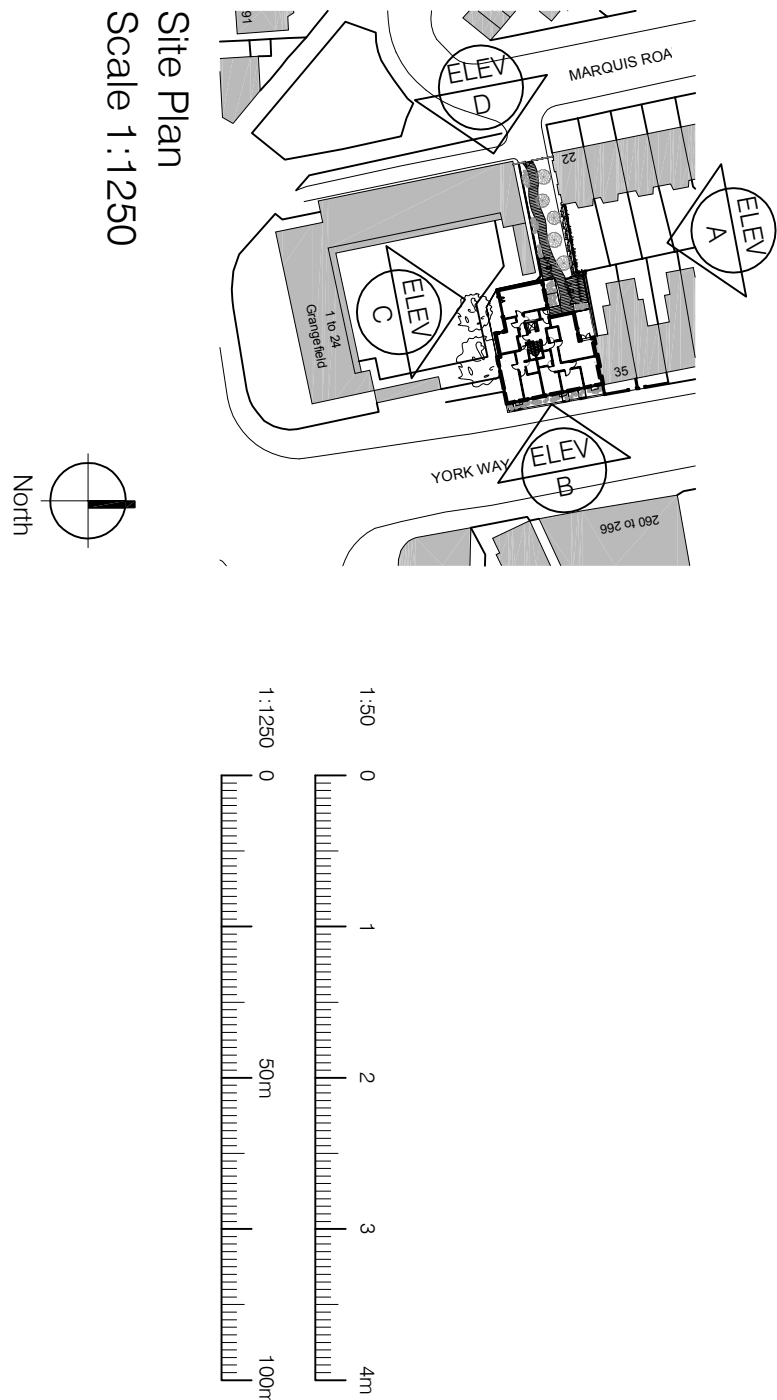 Site Plan
Scale 1:1250
91
ELEV
D
MARQUIS ROA
22
ELEV
A
1 to 24
Grangefield
ELEV
C
35
YORK WAY
ELEV
B
260 to 266
North
1:50
0
1
2
3
4m
1:1250
0
50m
100m